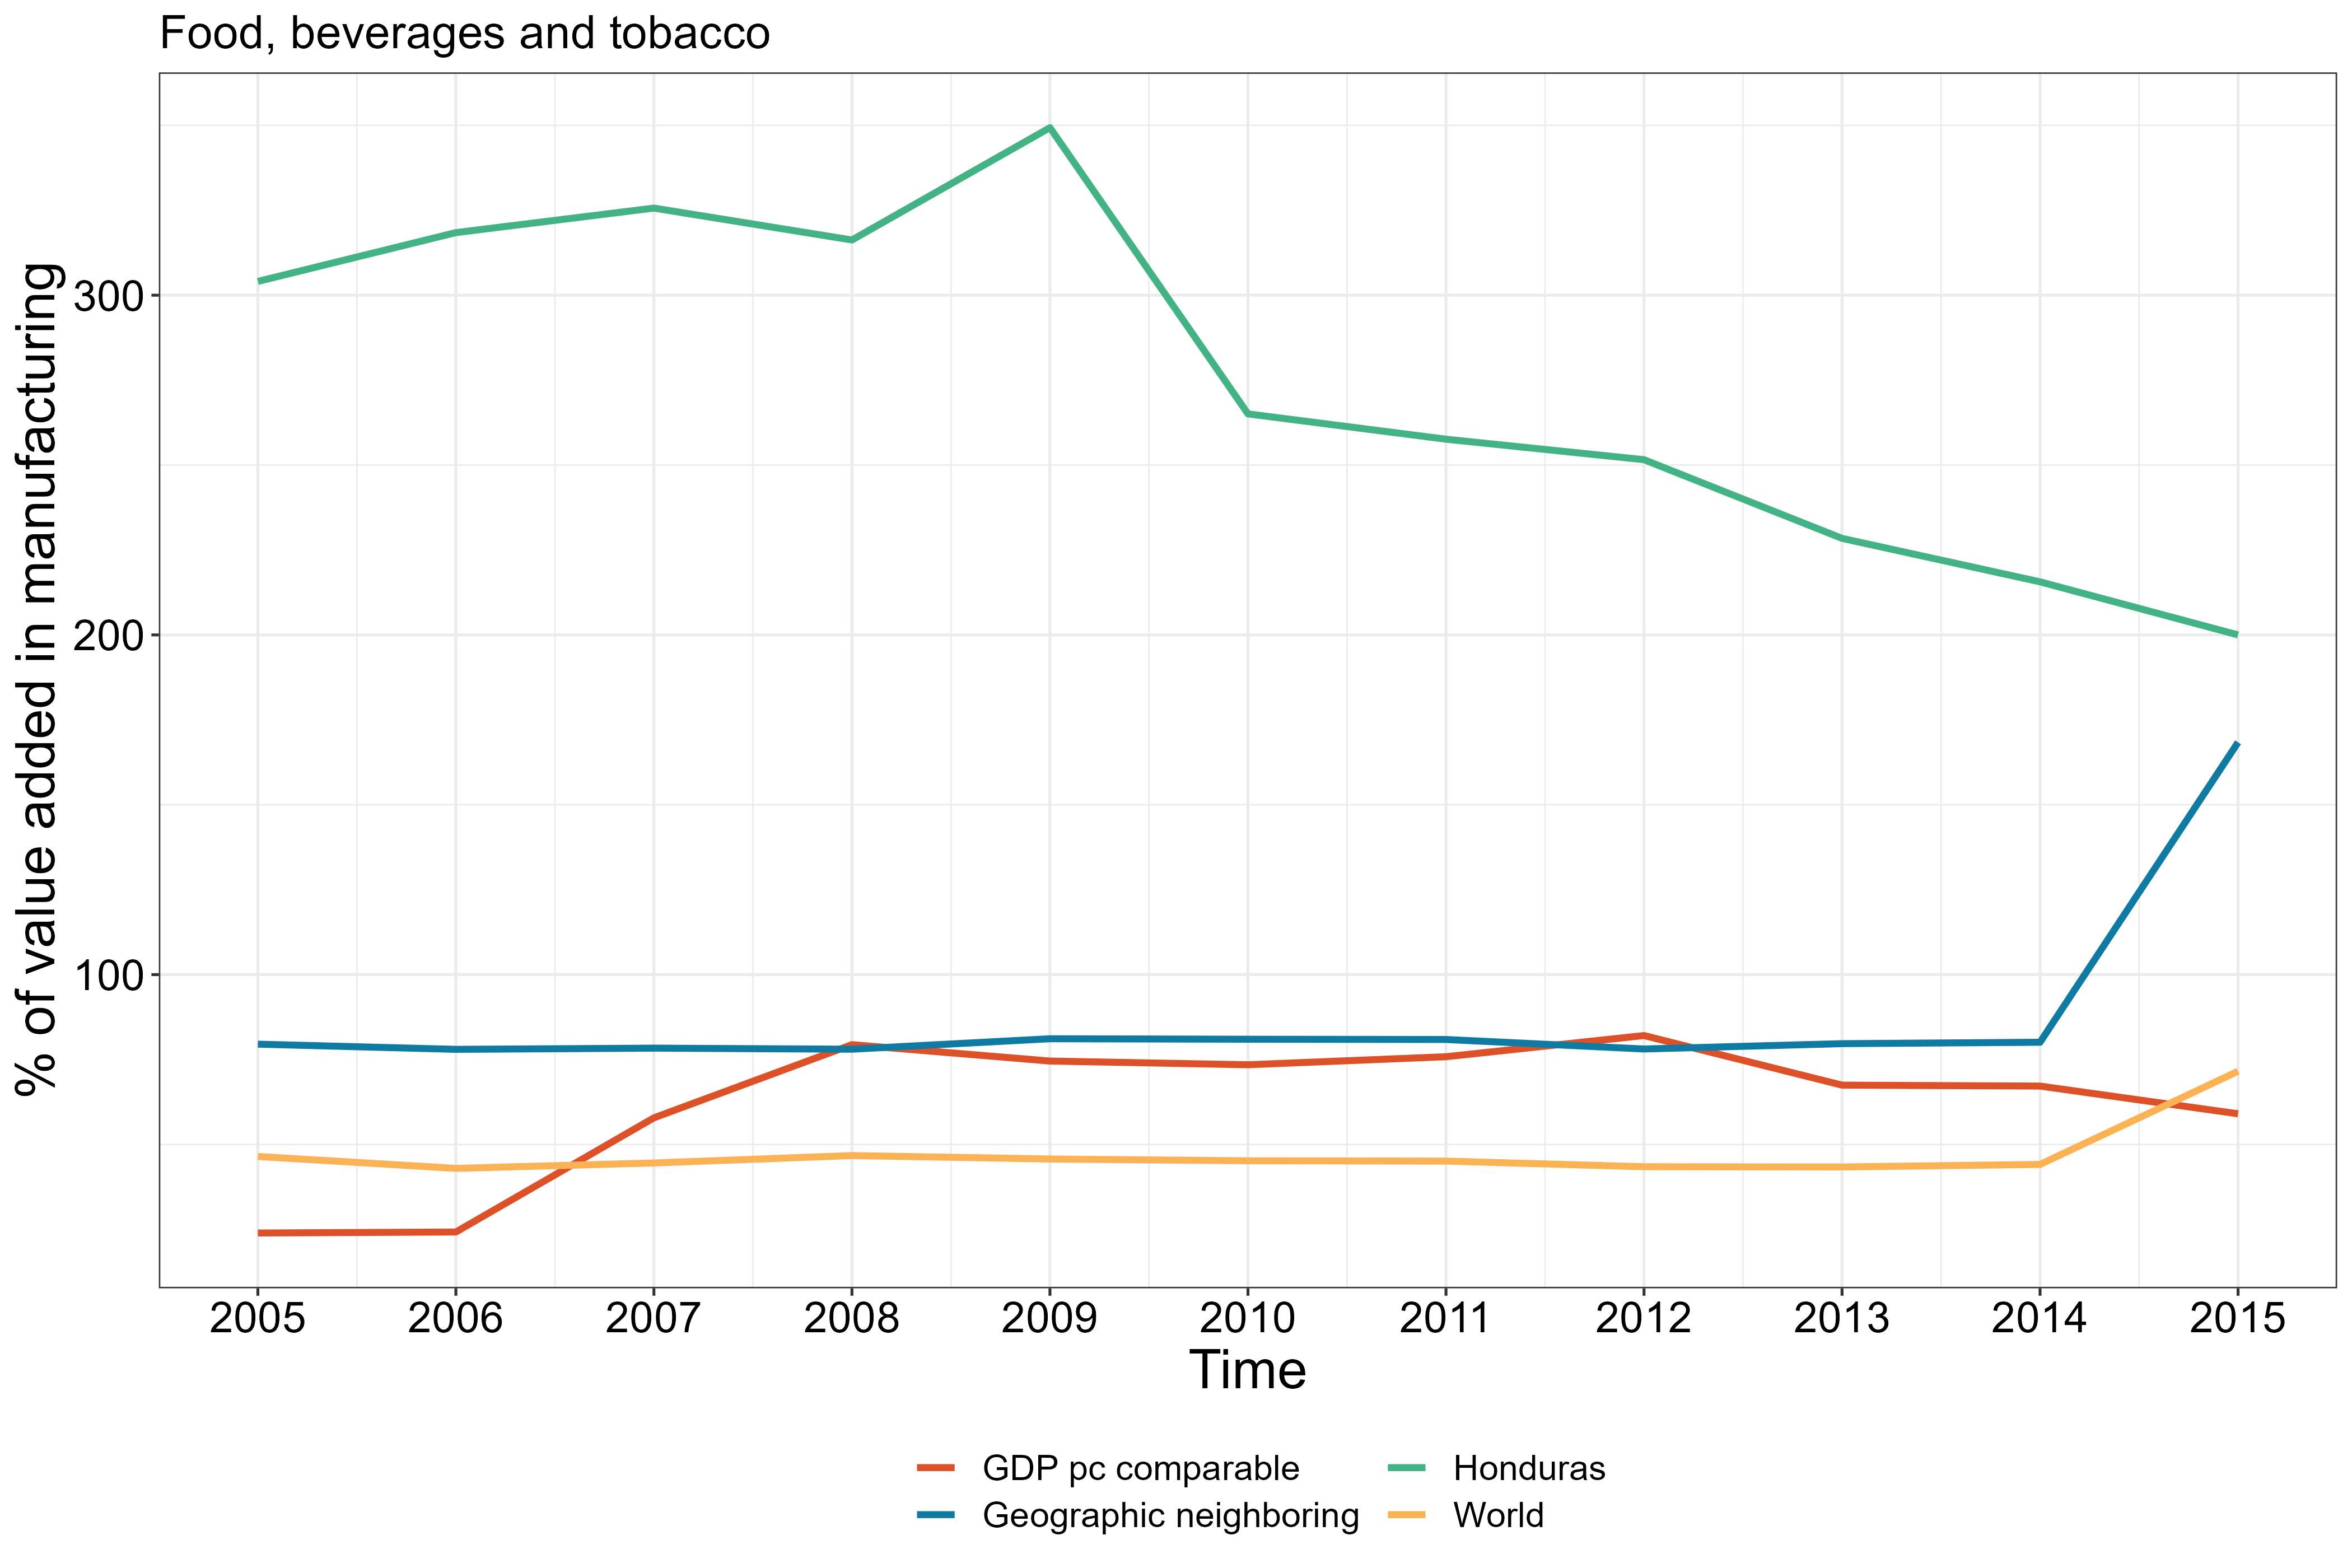 Food, beverages and tobacco
% of value added in manufacturing
300
200
100
2005 2006 2007 2008 2009 2010 2011 2012 2013 2014 2015
Time
GDP pc comparable
Honduras
Geographic neighboring
World